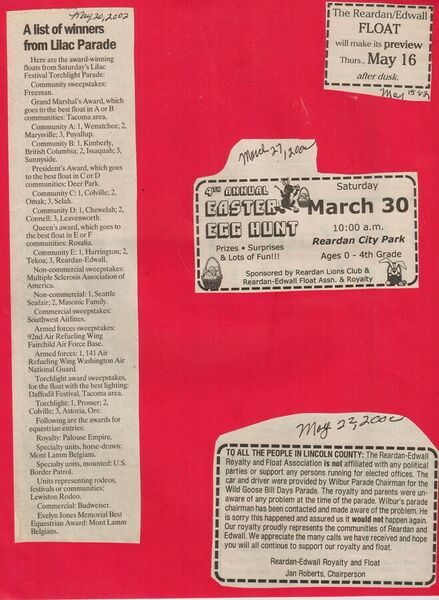 May 20, 2002
A list of winners
from Lilac Parade
Here are the award-winning
floats from Saturday's Lilac
Festival Torchlight Parade:
Community sweepstakes:
Freeman.
Grand Marshal's Award, which
goes to the best float in A or B
communities: Tacoma area.
Community A: 1, Wenatchee; 2,
Marysville; 3, Puyallup.
Community B: 1, Kimberly,
British Columbia; 2, Issaquah; 3,
Sunnyside.
President's Award, which goes
to the best float in C or D
communities: Deer Park.
Community C: 1, Colville; 2,
Omak; 3, Selah.
Community D: 1, Chewelah; 2,
Connell; 3, Leavenworth.
Queen's award, which goes to
the best float in E or F
communities: Rosalia.
Community E: 1, Harrington; 2,
Tekoa; 3, Reardan-Edwall.
Non-commercial sweepstakes:
Multiple Sclerosis Association of
America.
Non-commercial: 1, Seattle
Seafair; 2, Masonic Family.
Commercial sweepstakes:
Southwest Airlines.
Armed forces sweepstakes:
92nd Air Refueling Wing
Fairchild Air Force Base.
Armed forces: 1, 141 Air
Refueling Wing Washington Air
National Guard.
Torchlight award sweepstakes,
for the float with the best lighting:
Daffodil Festival, Tacoma area.
Torchlight: 1, Prosser; 2,
Colville; 3, Astoria, Ore.
Following are the awards for
equestrian entries:
Royalty: Palouse Empire.
Specialty units, horse-drawn:
Mont Lamm Belgians.
Specialty units, mounted: U.S.
Border Patrol.
Units representing rodeos,
festivals or communities:
Lewiston Rodeo.
Commercial: Budweiser.
Evelyn Jones Memorial Best
Equestrian Award: Mont Lamm
Belgians.
The Reardan/Edwall
FLOAT
will make its preview
Thurs., May 16
after dusk.
May 15 02
March 27, 2002
4TH ANNUAL
EASTER
EGG HUNT
Prizes • Surprises
& Lots of Fun!!!
Saturday
March 30
10:00 a.m.
Reardan City Park
Ages 0 - 4th Grade
Sponsored by Reardan Lions Club &
Reardan-Edwall Float Assn. & Royalty
May 23, 2002
TO ALL THE PEOPLE IN LINCOLN COUNTY: The Reardan-Edwall
Royalty and Float Association is not affiliated with any political
parties or support any persons running for elected offices. The
car and driver were provided by Wilbur Parade Chairman for the
Wild Goose Bill Days Parade. The royalty and parents were un-
aware of any problem at the time of the parade. Wilbur's parade
chairman has been contacted and made aware of the problem. He
is sorry this happened and assured us it would not happen again.
Our royalty proudly represents the communities of Reardan and
Edwall. We appreciate the many calls we have received and hope
you will all continue to support our royalty and float.
Reardan-Edwall Royalty and Float
Jan Roberts, Chairperson